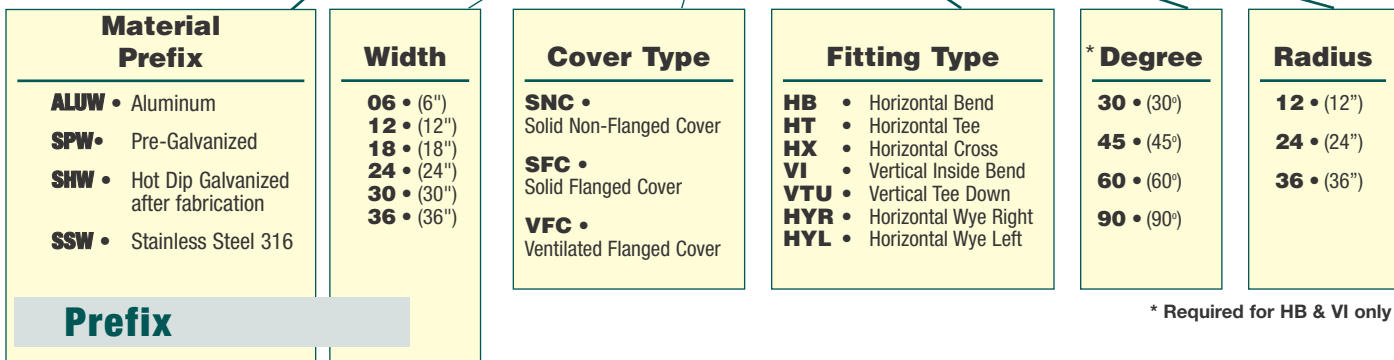 Material
Prefix
ALUW • Aluminum
SPW• Pre-Galvanized
SHW • Hot Dip Galvanized
after fabrication
SSW • Stainless Steel 316
Prefix
Width
06 • (6")
12 • (12")
18 • (18")
24 • (24")
30 • (30")
36 • (36")
Cover Type
SNC •
Solid Non-Flanged Cover
SFC •
Solid Flanged Cover
VFC •
Ventilated Flanged Cover
Fitting Type
HB • Horizontal Bend
HT • Horizontal Tee
HX • Horizontal Cross
VI • Vertical Inside Bend
VTU • Vertical Tee Down
HYR • Horizontal Wye Right
HYL • Horizontal Wye Left
* Degree
30 • (30º)
45 • (45º)
60 • (60º)
90 • (90º)
Radius
12 • (12”)
24 • (24”)
36 • (36”)
* Required for HB & VI only